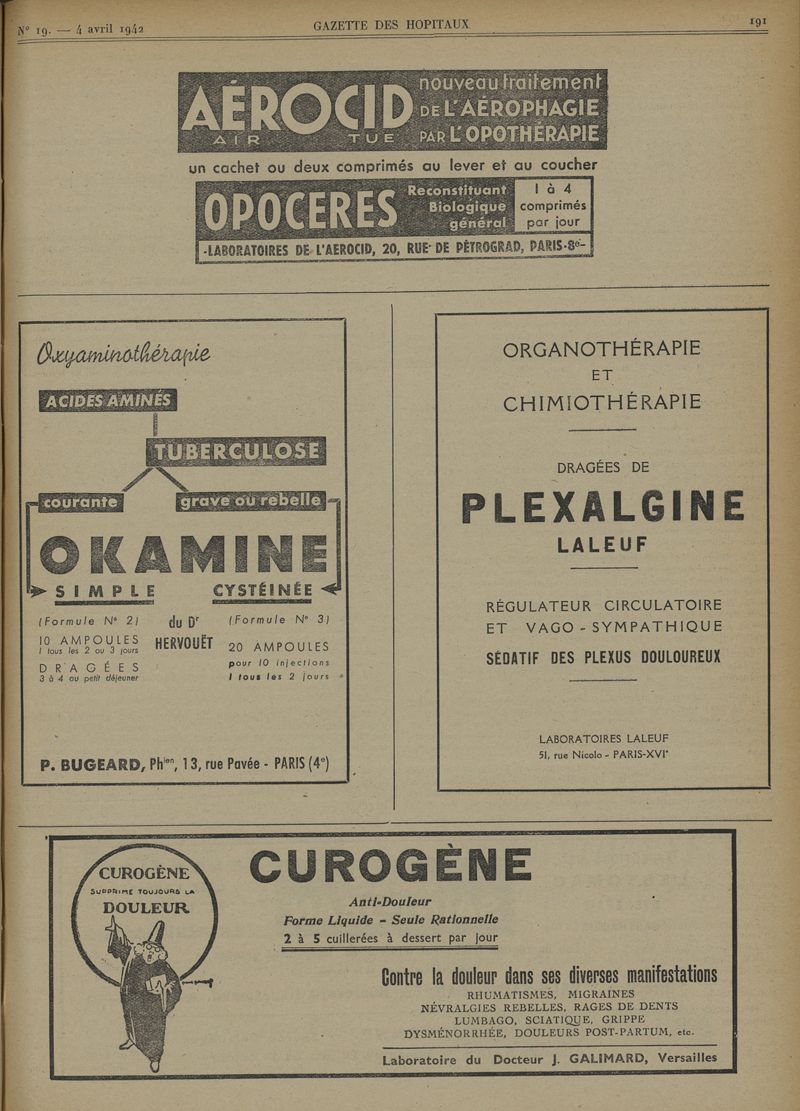 N° 19. — 4 avril 1942
GAZETTE DES HOPITAUX
191
AÉROCID
AIR TUE
nouveau traitement
DE L'AÉROPHAGIE
PAR L'OPOTHÉRAPIE
un cachet ou deux comprimés au lever et au coucher
OPOCERES
Reconstituant
Biologique
général
1 à 4
comprimés
par jour
-LABORATOIRES DE L'AEROCID, 20, RUE DE PÉTROGRAD, PARIS-8e-
Oxyaminothérapie
ACIDES AMINÉS
TUBERCULOSE
courante
grave ou rebelle
OKAMINE
SIMPLE
CYSTÉINÉE
(Formule N° 2)
10 AMPOULES
1 tous les 2 ou 3 jours
DRAGÉES
3 à 4 au petit déjeuner
du Dr
HERVOUËT
(Formule N° 3)
20 AMPOULES
pour 10 injections
1 tous les 2 jours
P. BUGEARD, Phien, 13, rue Pavée - PARIS (4e)
ORGANOTHÉRAPIE
ET
CHIMIOTHÉRAPIE
DRAGÉES DE
PLEXALGINE
LALEUF
RÉGULATEUR CIRCULATOIRE
ET VAGO-SYMPATHIQUE
SÉDATIF DES PLEXUS DOULOUREUX
LABORATOIRES LALEUF
51, rue Nicolo - PARIS-XVIe
CUROGÈNE
SUPPRIME TOUJOURS LA
DOULEUR
CUROGÈNE
Anti-Douleur
Forme Liquide - Seule Rationnelle
2 à 5 cuillerées à dessert par jour
Contre la douleur dans ses diverses manifestations
RHUMATISMES, MIGRAINES
NÉVRALGIES REBELLES, RAGES DE DENTS
LUMBAGO, SCIATIQUE, GRIPPE
DYSMÉNORRHÉE, DOULEURS POST-PARTUM, etc.
Laboratoire du Docteur J. GALIMARD, Versailles